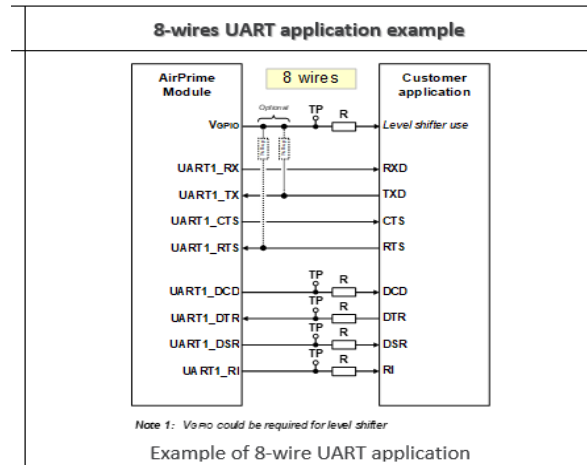 8-wires UART application example
AirPrime Module
8 wires
Customer application
Optional
TP
R
VGPIO
Level shifter use
UART1_RX
RXD
UART1_TX
TXD
UART1_CTS
CTS
UART1_RTS
RTS
TP
R
UART1_DCD
DCD
TP
R
UART1_DTR
DTR
TP
R
UART1_DSR
DSR
TP
R
UART1_RI
RI
Note 1: VGPIO could be required for level shifter
Example of 8-wire UART application